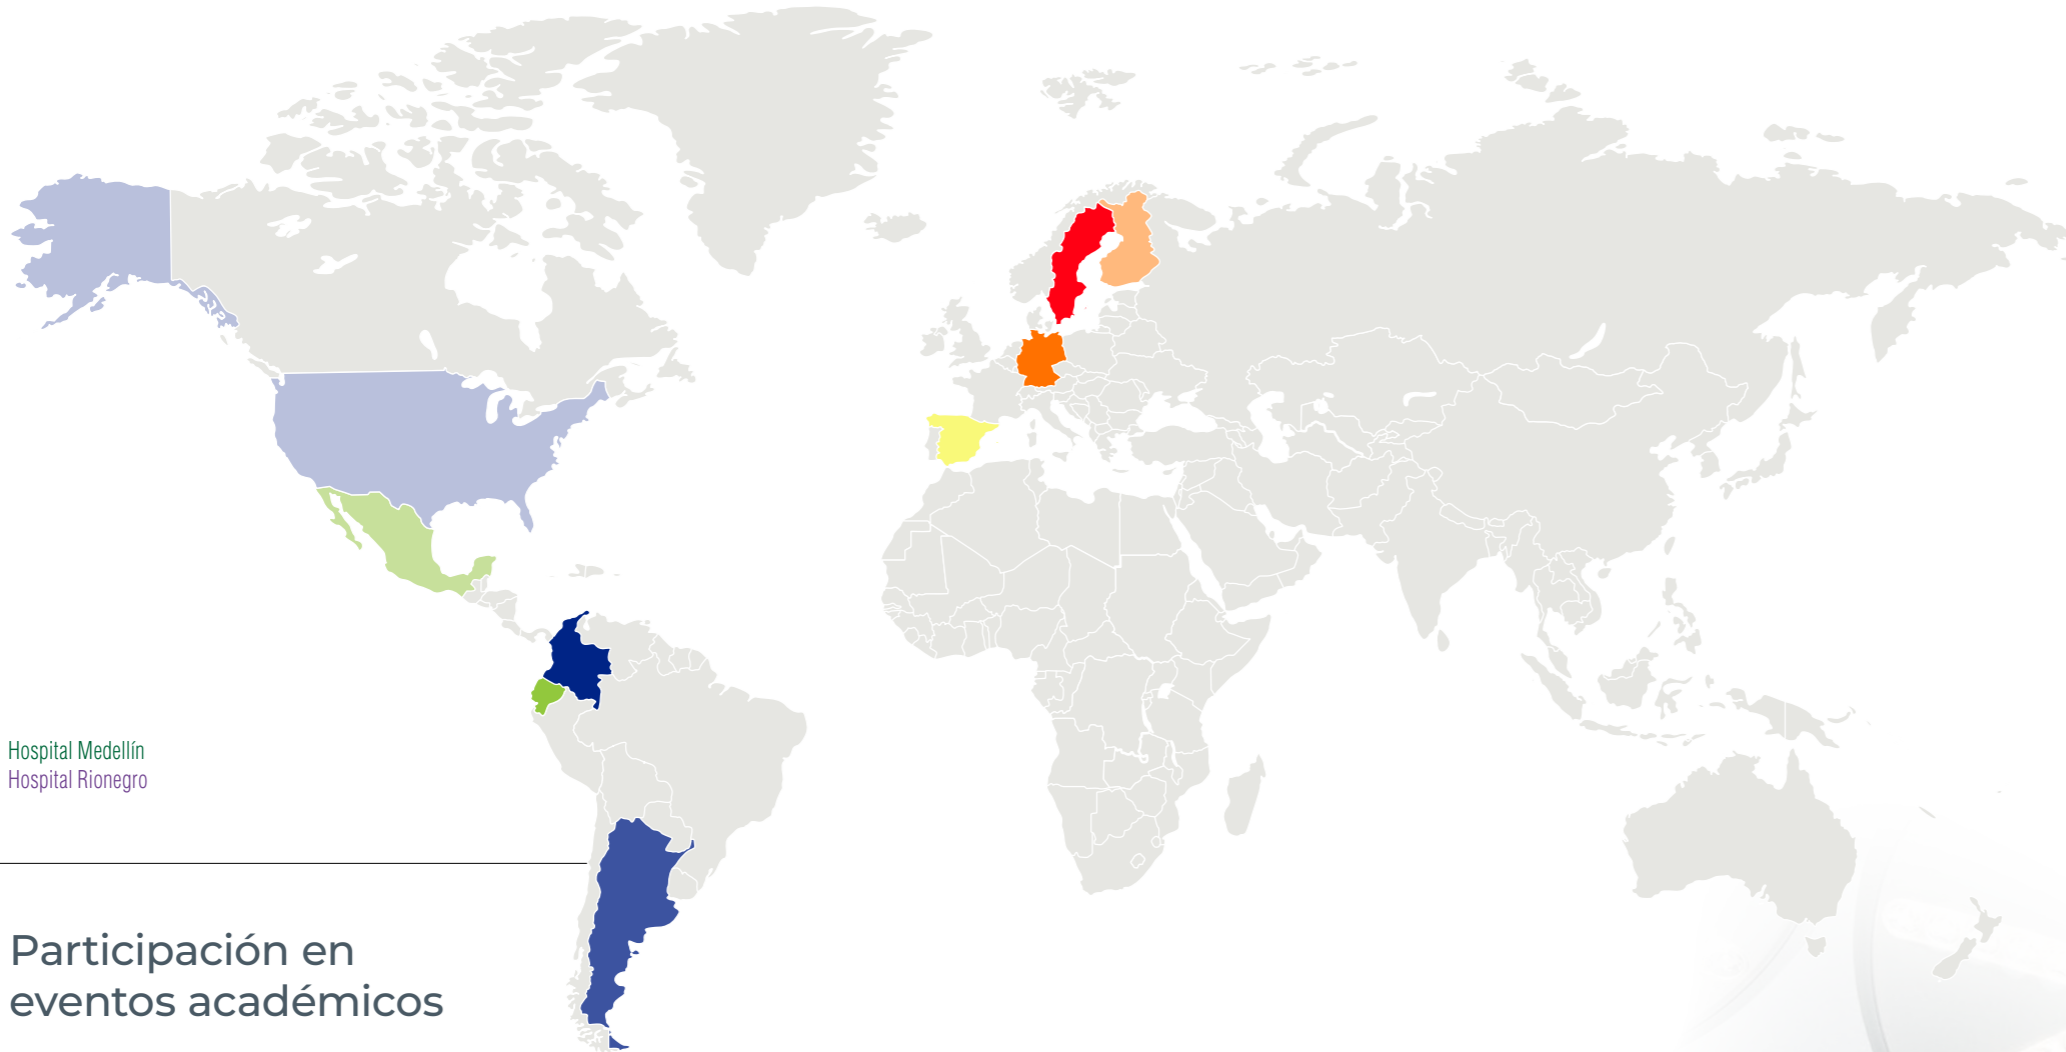 Hospital Medellín
Hospital Rionegro
Participación en
eventos académicos